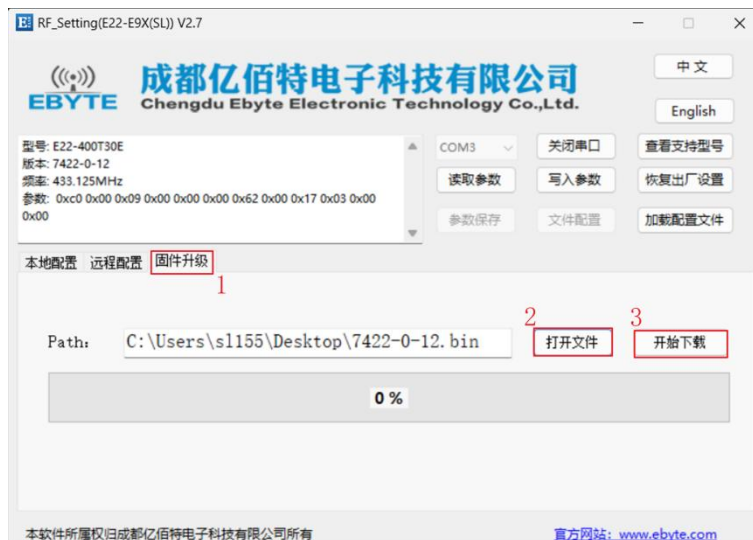 RF_Setting(E22-E9X(SL)) V2.7
中文
EBYTE
成都亿佰特电子科技有限公司
Chengdu Ebyte Electronic Technology Co.,Ltd.
English
型号: E22-400T30E
版本: 7422-0-12
频率: 433.125MHz
参数: 0xc0 0x00 0x09 0x00 0x00 0x00 0x62 0x00 0x17 0x03 0x00
0x00
COM3 关闭串口 查看支持型号
读取参数 写入参数 恢复出厂设置
参数保存 文件配置 加载配置文件
本地配置 远程配置 固件升级
1
2 3
Path: C:\Users\sl155\Desktop\7422-0-12.bin 打开文件 开始下载
0 %
本软件所属权归成都亿佰特电子科技有限公司所有 官方网站: www.ebyte.com